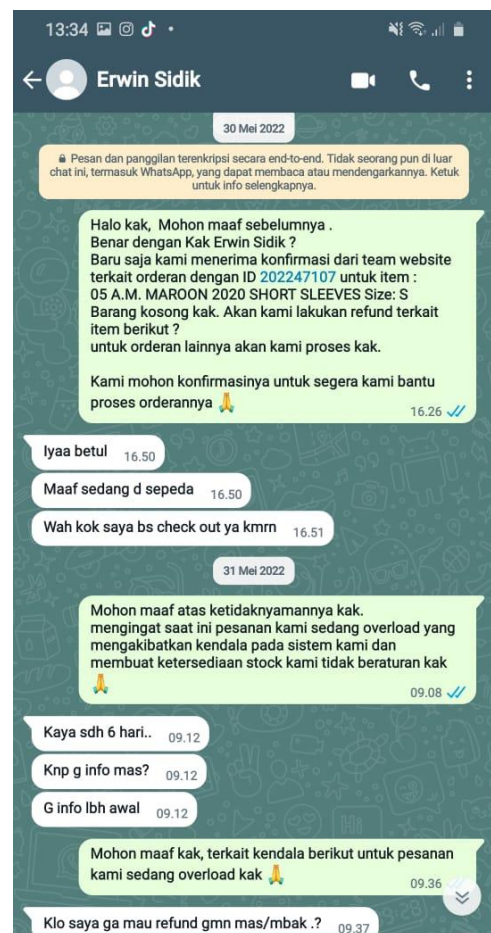 13:34
Erwin Sidik
30 Mei 2022
Pesan dan panggilan terenkripsi secara end-to-end. Tidak seorang pun di luar
chat ini, termasuk WhatsApp, yang dapat membaca atau mendengarkannya. Ketuk
untuk info selengkapnya.
Halo kak, Mohon maaf sebelumnya .
Benar dengan Kak Erwin Sidik ?
Baru saja kami menerima konfirmasi dari team website
terkait orderan dengan ID 202247107 untuk item :
05 A.M. MAROON 2020 SHORT SLEEVES Size: S
Barang kosong kak. Akan kami lakukan refund terkait
item berikut ?
untuk orderan lainnya akan kami proses kak.
Kami mohon konfirmasinya untuk segera kami bantu
proses orderannya 🙏 16.26
Iyaa betul 16.50
Maaf sedang d sepeda 16.50
Wah kok saya bs check out ya kmrn 16.51
31 Mei 2022
Mohon maaf atas ketidaknyamannya kak.
mengingat saat ini pesanan kami sedang overload yang
mengakibatkan kendala pada sistem kami dan
membuat ketersediaan stock kami tidak beraturan kak
🙏 09.08
Kaya sdh 6 hari.. 09.12
Knp g info mas? 09.12
G info lbh awal 09.12
Mohon maaf kak, terkait kendala berikut untuk pesanan
kami sedang overload kak 🙏 09.36
Klo saya ga mau refund gmn mas/mbak .? 09.37